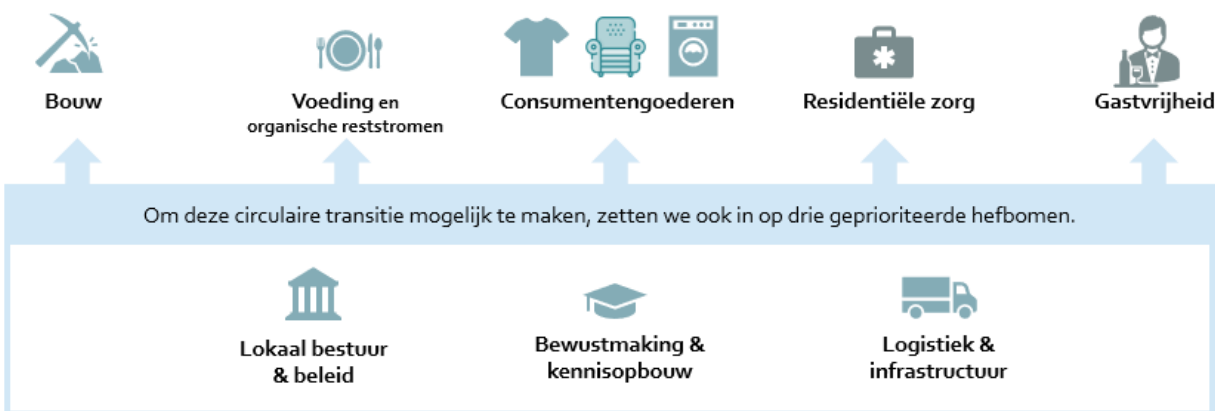 Bouw
Voeding en
organische reststromen
Consumentengoederen
Residentiële zorg
Gastvrijheid
Om deze circulaire transitie mogelijk te maken, zetten we ook in op drie geprioriteerde hefbomen.
Lokaal bestuur
& beleid
Bewustmaking &
kennisopbouw
Logistiek &
infrastructuur